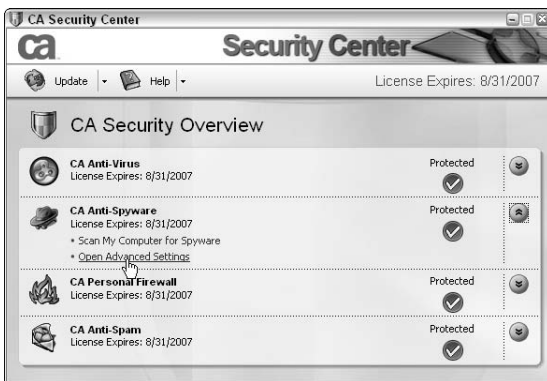 CA Security Center
ca
Security Center
Update
Help
License Expires: 8/31/2007
CA Security Overview
CA Anti-Virus
License Expires: 8/31/2007
Protected
CA Anti-Spyware
License Expires: 8/31/2007
Protected
• Scan My Computer for Spyware
• Open Advanced Settings
CA Personal Firewall
License Expires: 8/31/2007
Protected
CA Anti-Spam
License Expires: 8/31/2007
Protected